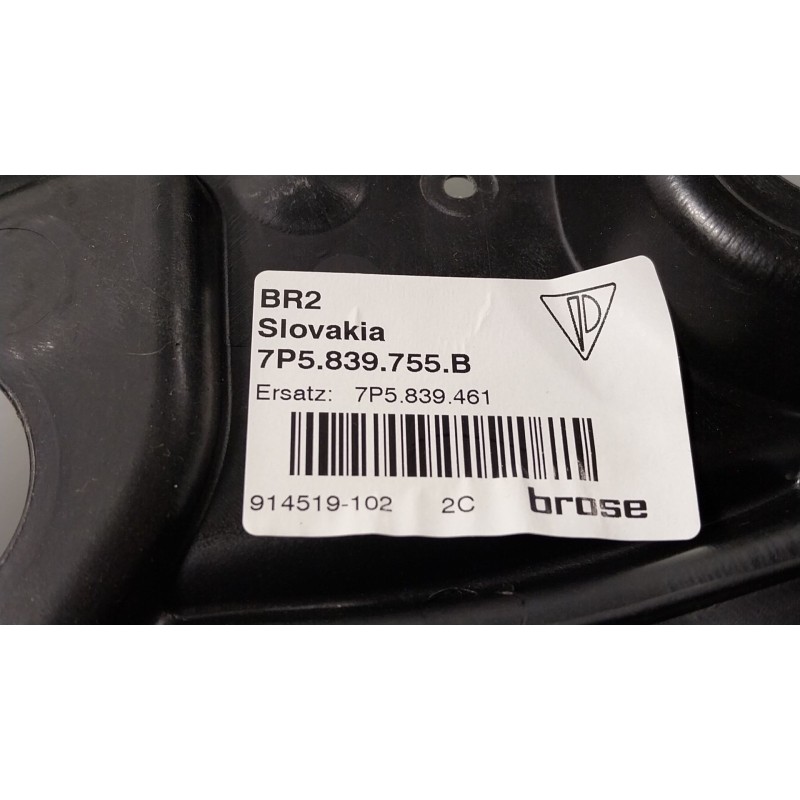 BR2
Slovakia
7P5.839.755.B
Ersatz: 7P5.839.461
914519-102 2C brose